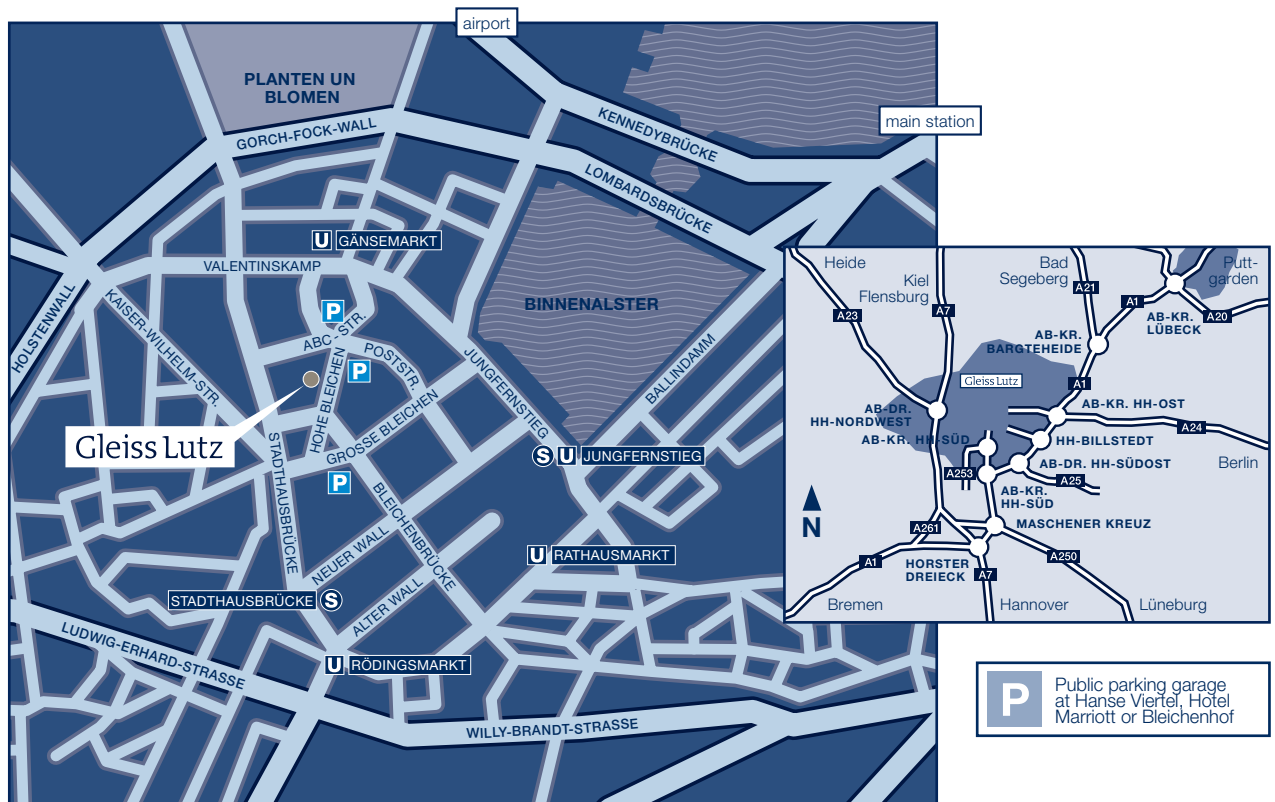 airport
PLANTEN UN
BLOMEN
GORCH-FOCK-WALL
KENNEDYBRÜCKE
main station
LOMBARDSBRÜCKE
U GÄNSEMARKT
VALENTINSKAMP
HOLSTENWALL
KAISER-WILHELM-STR.
BINNENALSTER
P
ABC-STR.
POSTSTR.
P
JUNGFERNSTIEG
BALLINDAMM
HOHE BLEICHEN
GROSSE BLEICHEN
Gleiss Lutz
S U JUNGFERNSTIEG
P
STADTHAUSBRÜCKE
BLEICHENBRÜCKE
NEUER WALL
U RATHAUSMARKT
STADTHAUSBRÜCKE S
ALTER WALL
LUDWIG-ERHARD-STRASSE
U RÖDINGSMARKT
WILLY-BRANDT-STRASSE
Heide
Kiel
Flensburg
Bad
Segeberg
Putt-
garden
A23
A7
A21
A1
A20
AB-KR.
LÜBECK
AB-KR.
BARGTEHEIDE
Gleiss Lutz
A1
AB-DR.
HH-NORDWEST
AB-KR. HH-OST
A24
AB-KR. HH-SÜD
HH-BILLSTEDT
Berlin
A253
AB-DR. HH-SÜDOST
A25
AB-KR.
HH-SÜD
N
A261
MASCHENER KREUZ
A1
HORSTER
DREIECK
A7
A250
Bremen
Hannover
Lüneburg
P
Public parking garage
at Hanse Viertel, Hotel
Marriott or Bleichenhof